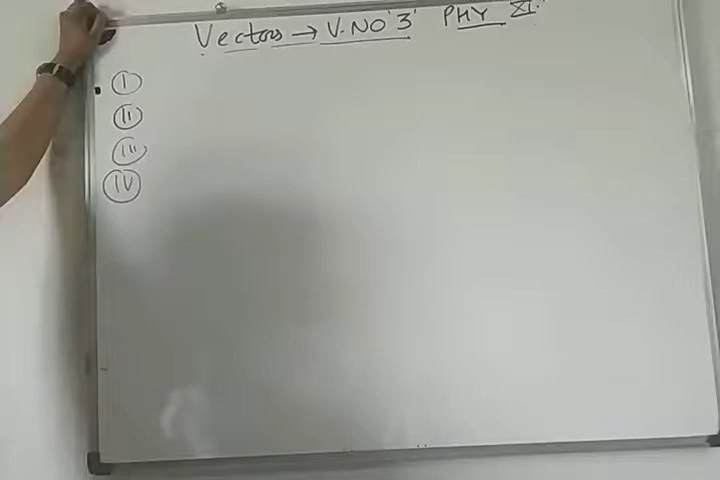 Vectors → V.NO '3' PHY XI.
I
II
III
IV